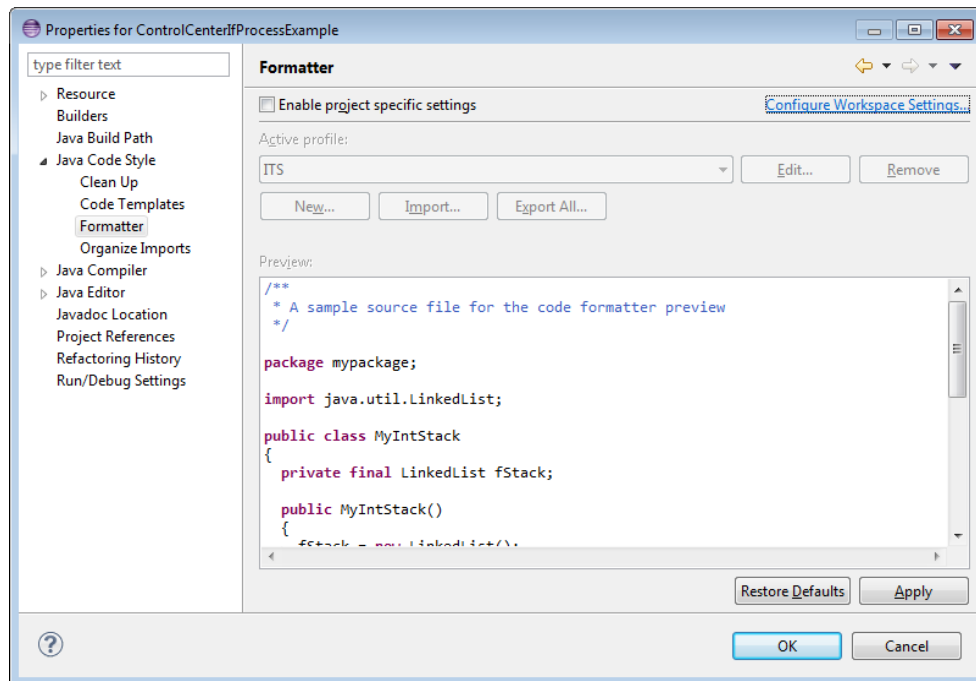 Properties for ControlCenterIfProcessExample
type filter text
Resource
Builders
Java Build Path
Java Code Style
Clean Up
Code Templates
Formatter
Organize Imports
Java Compiler
Java Editor
Javadoc Location
Project References
Refactoring History
Run/Debug Settings
Formatter
Enable project specific settings
Configure Workspace Settings...
Active profile:
ITS
Edit...
Remove
New...
Import...
Export All...
Preview:
/**
 * A sample source file for the code formatter preview
 */
package mypackage;
import java.util.LinkedList;
public class MyIntStack
{
  private final LinkedList fStack;
  public MyIntStack()
  {
    fStack = new LinkedList();
Restore Defaults
Apply
?
OK
Cancel